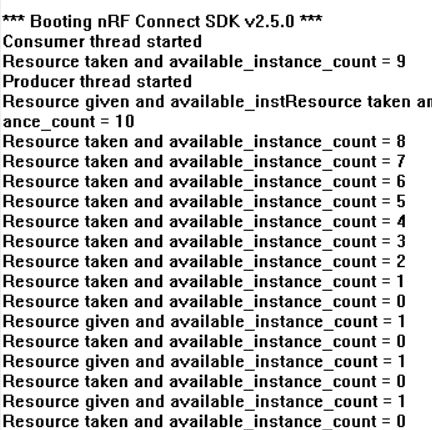 *** Booting nRF Connect SDK v2.5.0 ***
Consumer thread started
Resource taken and available_instance_count = 9
Producer thread started
Resource given and available_instResource taken an
ance_count = 10
Resource taken and available_instance_count = 8
Resource taken and available_instance_count = 7
Resource taken and available_instance_count = 6
Resource taken and available_instance_count = 5
Resource taken and available_instance_count = 4
Resource taken and available_instance_count = 3
Resource taken and available_instance_count = 2
Resource taken and available_instance_count = 1
Resource taken and available_instance_count = 0
Resource given and available_instance_count = 1
Resource taken and available_instance_count = 0
Resource given and available_instance_count = 1
Resource taken and available_instance_count = 0
Resource given and available_instance_count = 1
Resource taken and available_instance_count = 0